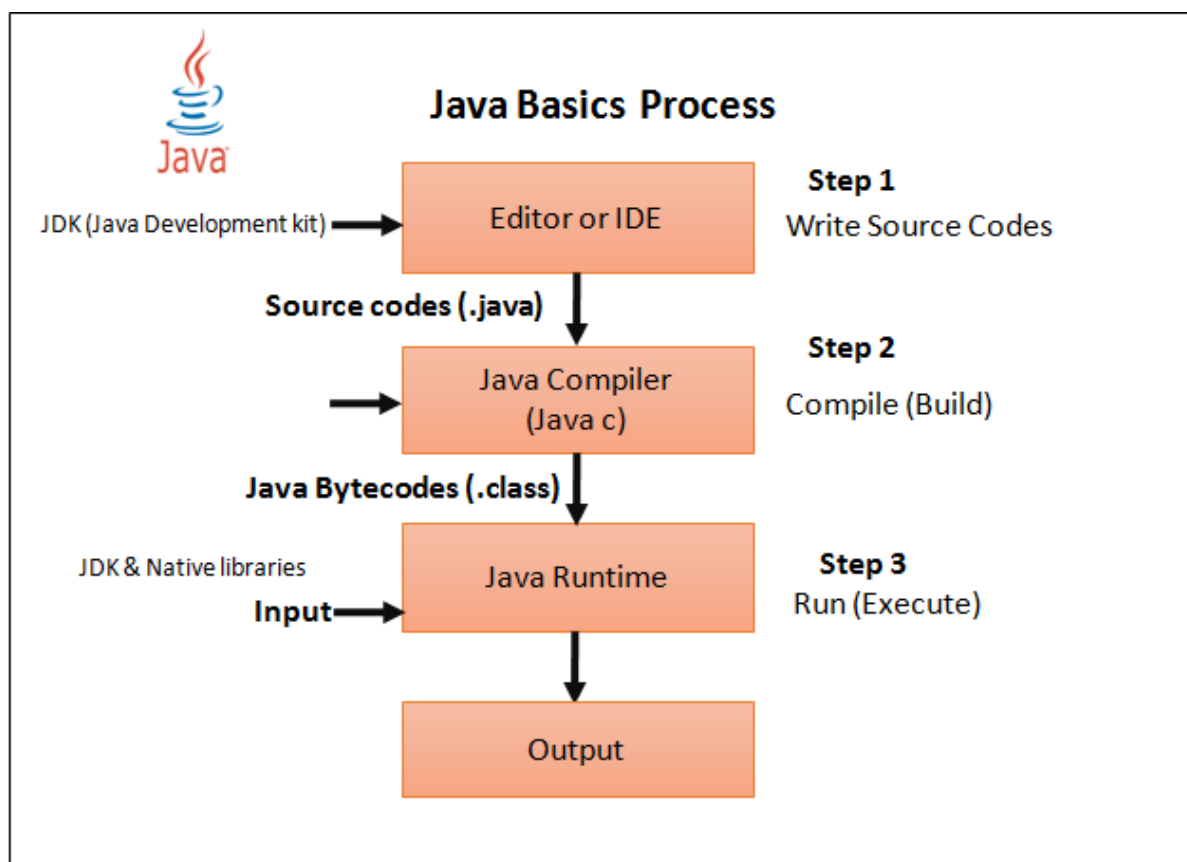 Java Basics Process
Java
Step 1
JDK (Java Development kit)
Editor or IDE
Write Source Codes
Source codes (.java)
Step 2
Java Compiler
(Java c)
Compile (Build)
Java Bytecodes (.class)
JDK & Native libraries
Java Runtime
Step 3
Input
Run (Execute)
Output